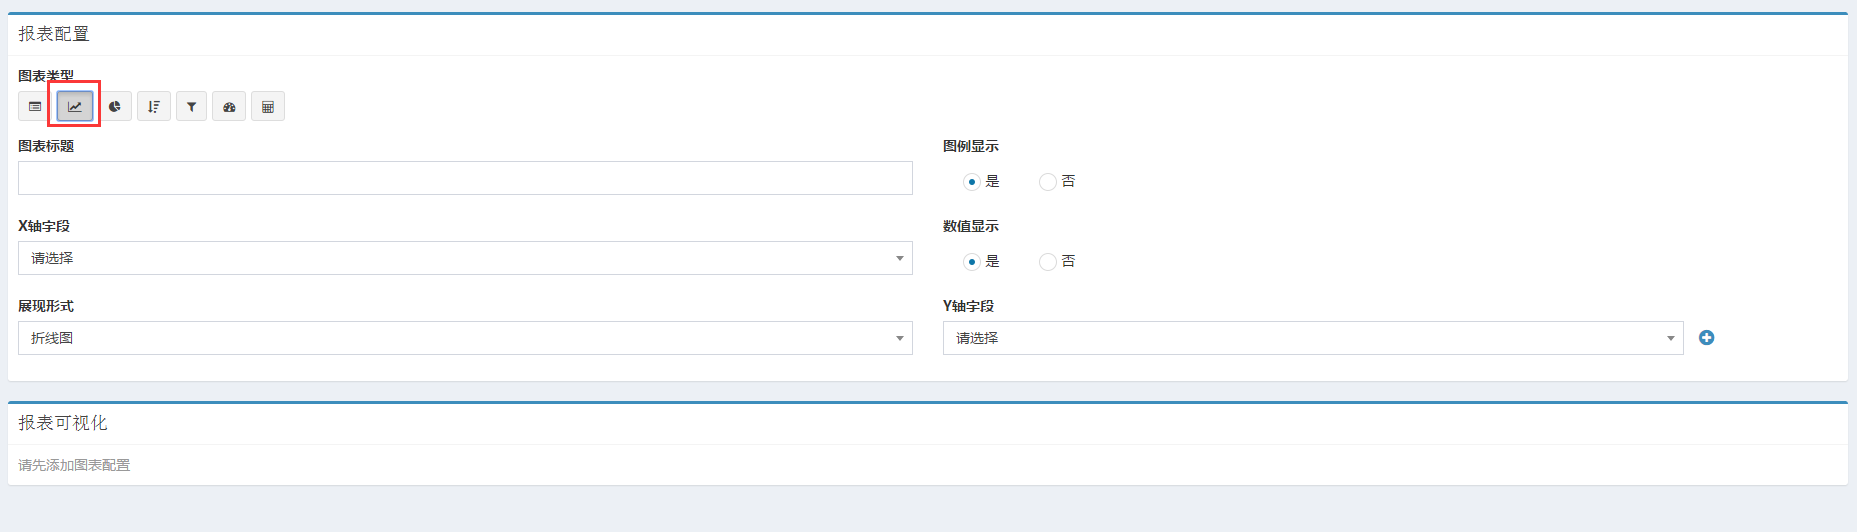 报表配置
图表类型
图表标题
图例显示
是 否
X轴字段
数值显示
请选择
是 否
展现形式
Y轴字段
折线图
请选择
报表可视化
请先添加图表配置